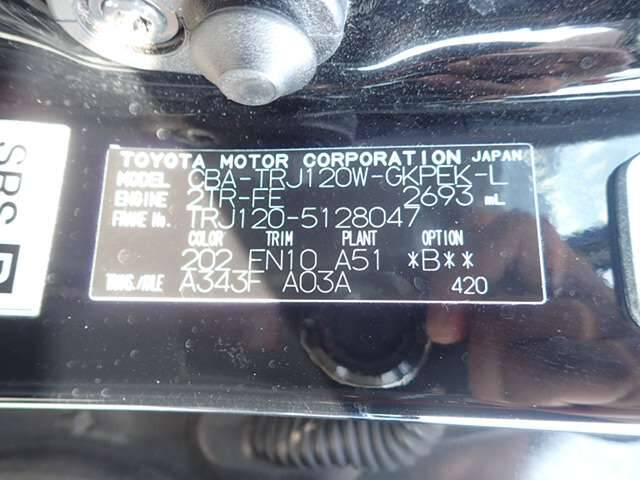 TOYOTA MOTOR CORPORATION JAPAN
MODEL CBA-TRJ120W-GKPEK-L
ENGINE 2TR-FE 2693 mL
FRAME No. TRJ120-5128047
COLOR TRIM PLANT OPTION
202 FN10 A51 *B**
TRANS./AXLE A343F A03A 420
SRS